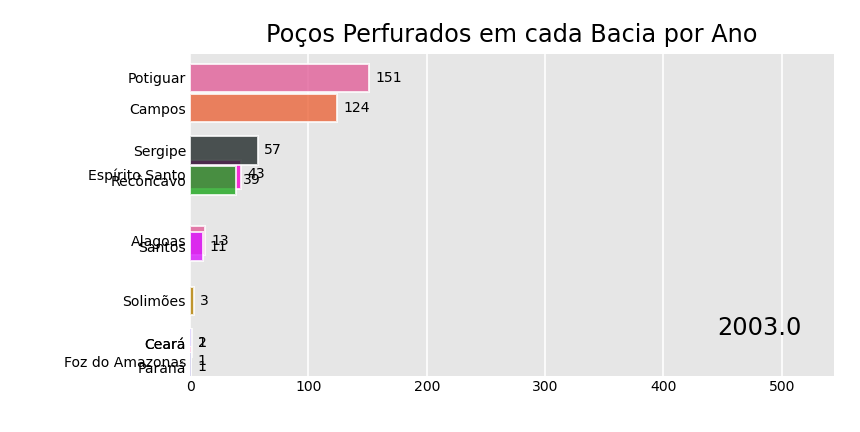 Poços Perfurados em cada Bacia por Ano
Potiguar 151
Campos 124
Sergipe 57
Espírito Santo 43
Recôncavo 39
Alagoas 13
Santos 11
Solimões 3
2003.0
Ceará
Foz do Amazonas 1
Paraná 1
0 100 200 300 400 500